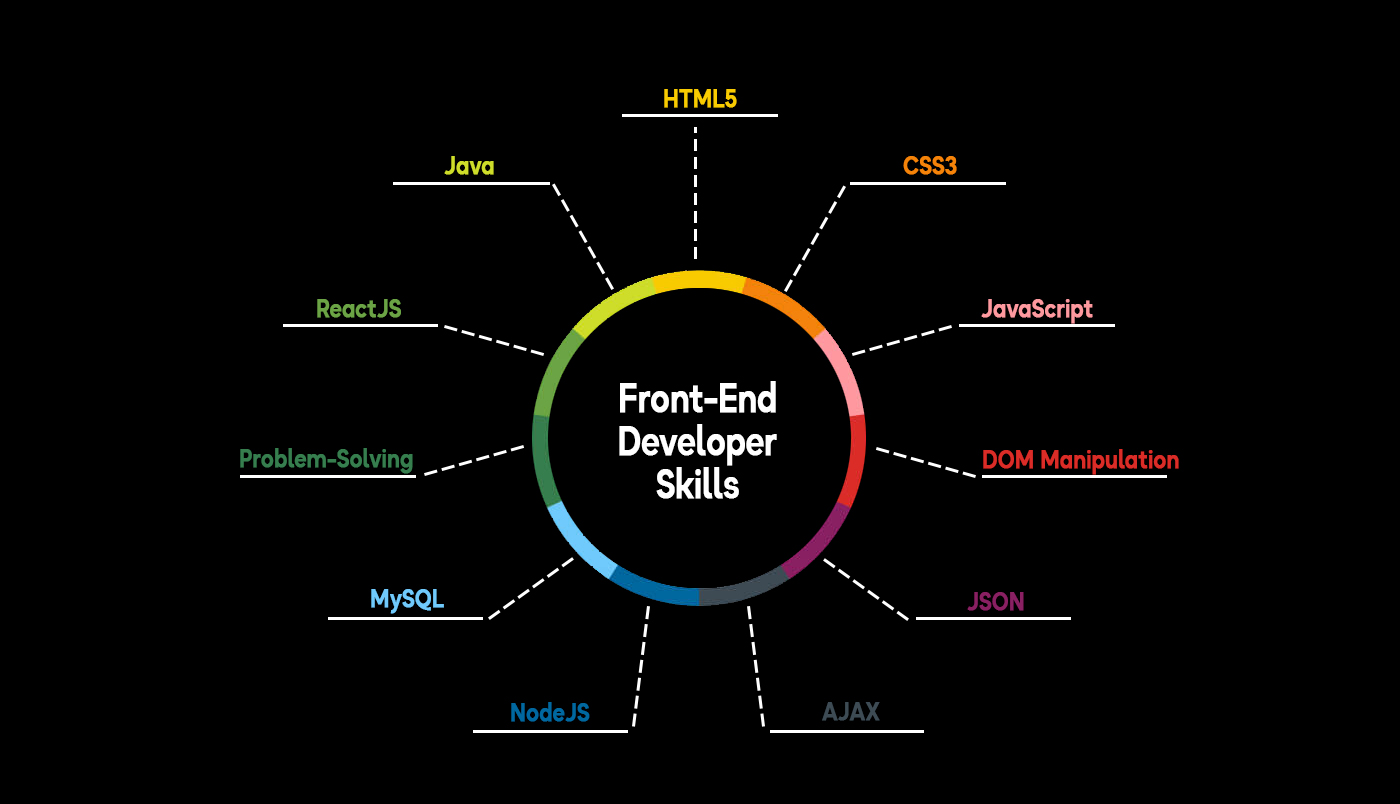 HTML5
Java
CSS3
ReactJS
JavaScript
Front-End
Developer
Skills
Problem-Solving
DOM Manipulation
MySQL
JSON
NodeJS
AJAX